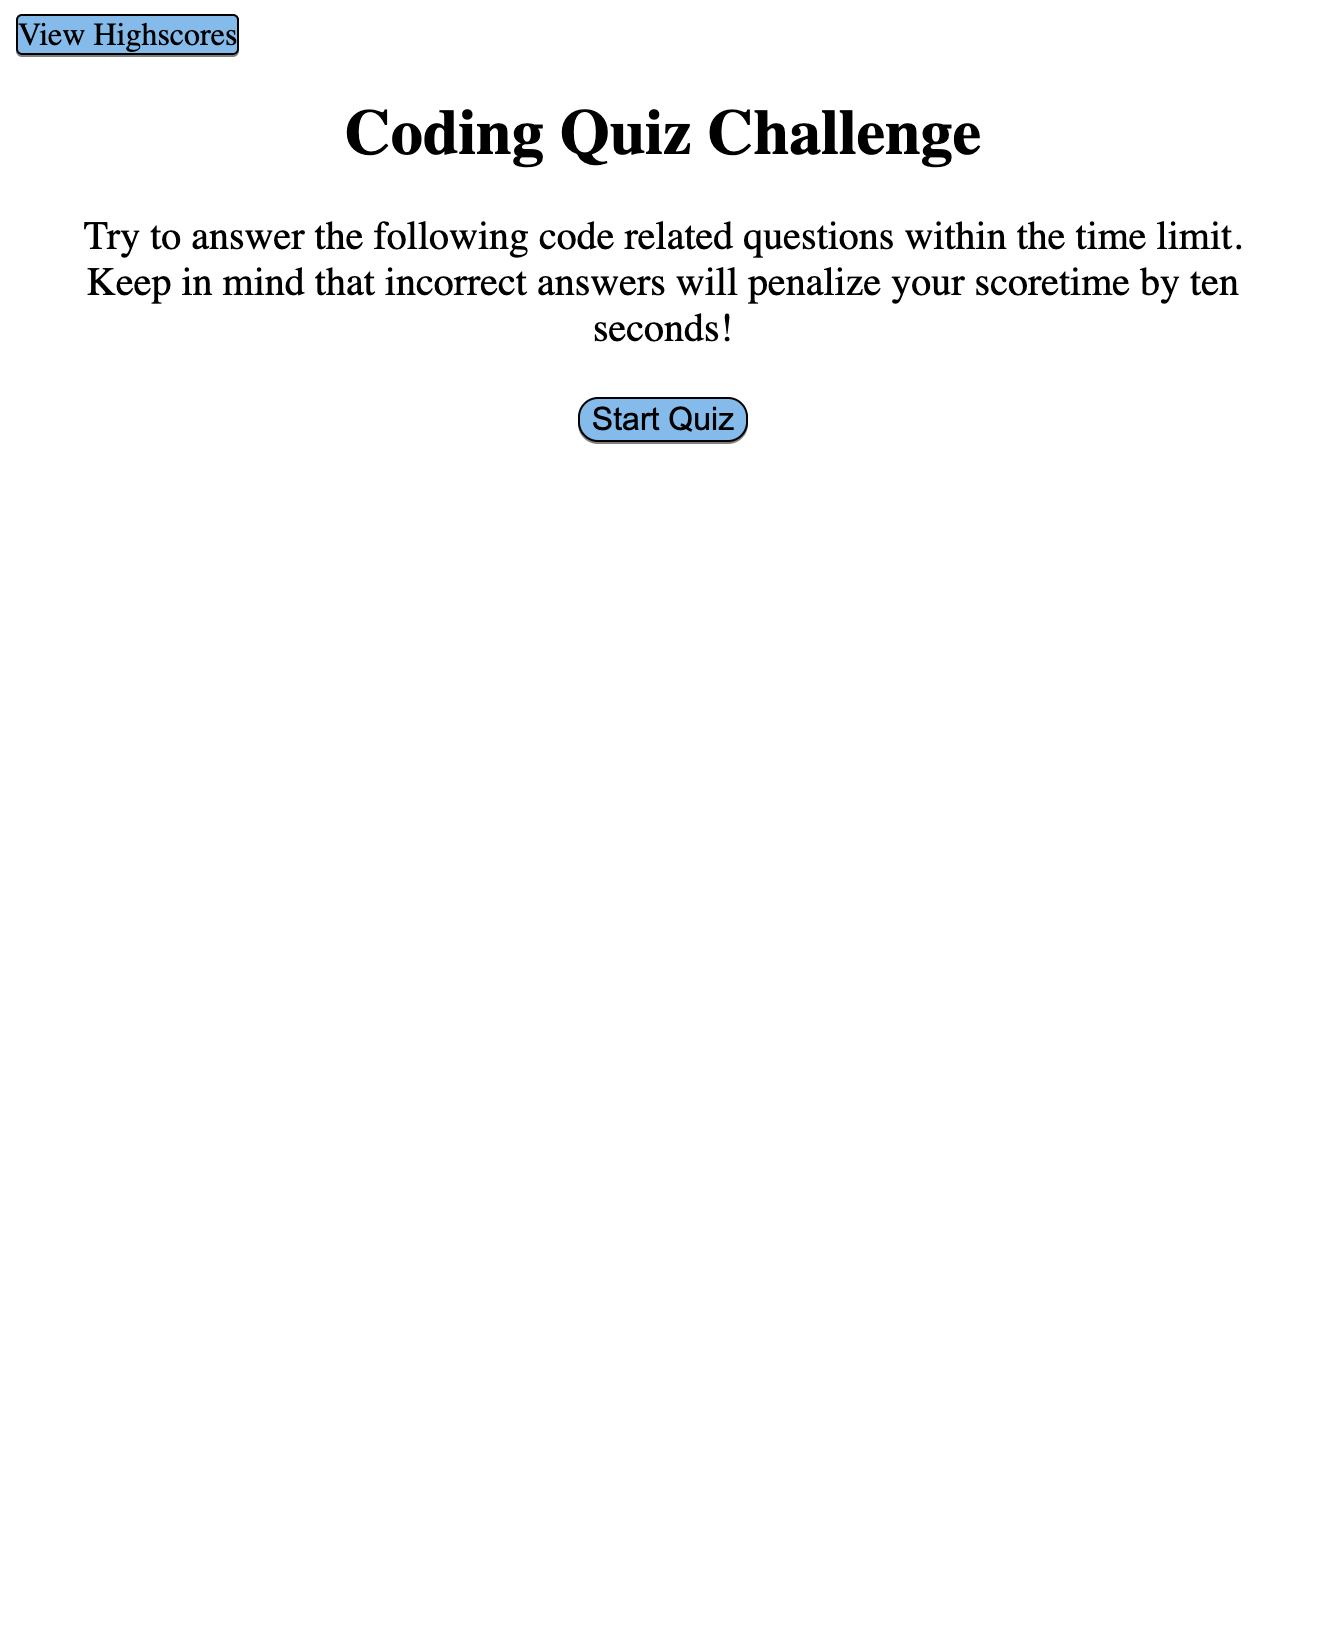 View Highscores
Coding Quiz Challenge
Try to answer the following code related questions within the time limit.
Keep in mind that incorrect answers will penalize your scoretime by ten
seconds!
Start Quiz